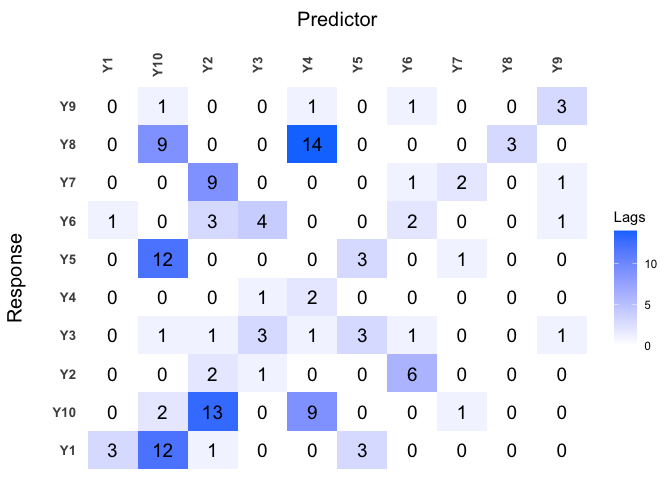 Predictor
Y1 Y10 Y2 Y3 Y4 Y5 Y6 Y7 Y8 Y9
Y9 0 1 0 0 1 0 1 0 0 3
Y8 0 9 0 0 14 0 0 0 3 0
Y7 0 0 9 0 0 0 1 2 0 1
Y6 1 0 3 4 0 0 2 0 0 1
Y5 0 12 0 0 0 3 0 1 0 0
Y4 0 0 0 1 2 0 0 0 0 0
Y3 0 1 1 3 1 3 1 0 0 1
Y2 0 0 2 1 0 0 6 0 0 0
Y10 0 2 13 0 9 0 0 1 0 0
Y1 3 12 1 0 0 3 0 0 0 0
Response
Lags
10
5
0